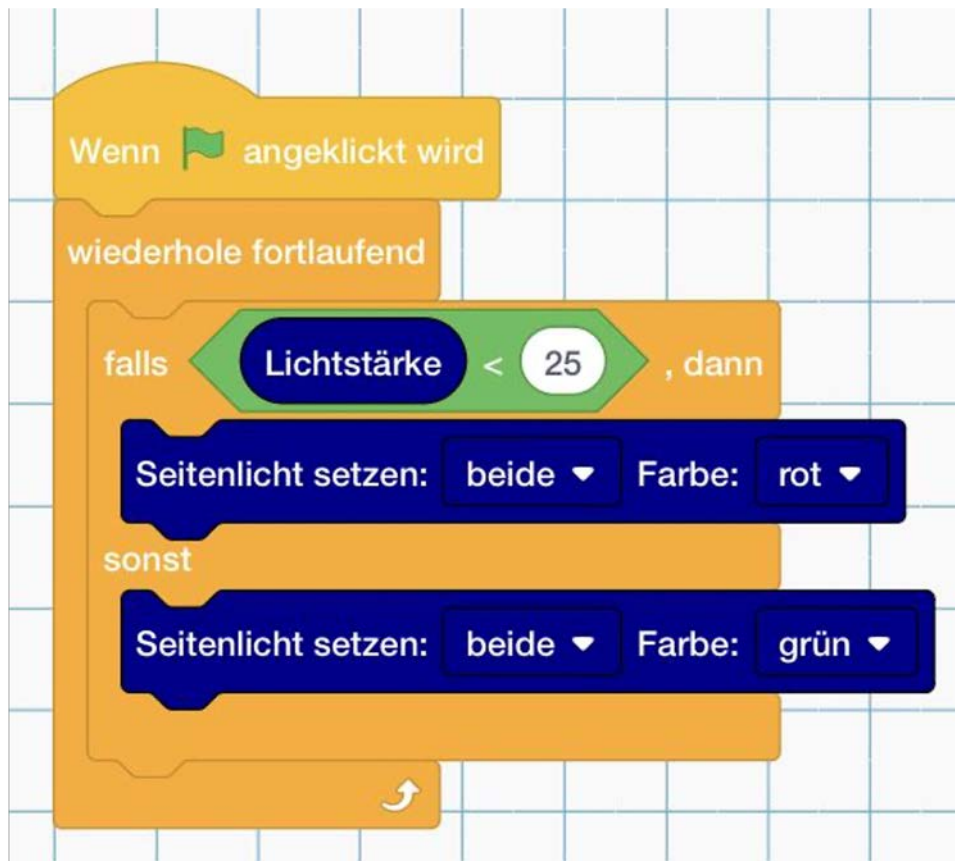 Wenn angeklickt wird
wiederhole fortlaufend
falls Lichtstärke < 25 , dann
Seitenlicht setzen: beide Farbe: rot
sonst
Seitenlicht setzen: beide Farbe: grün